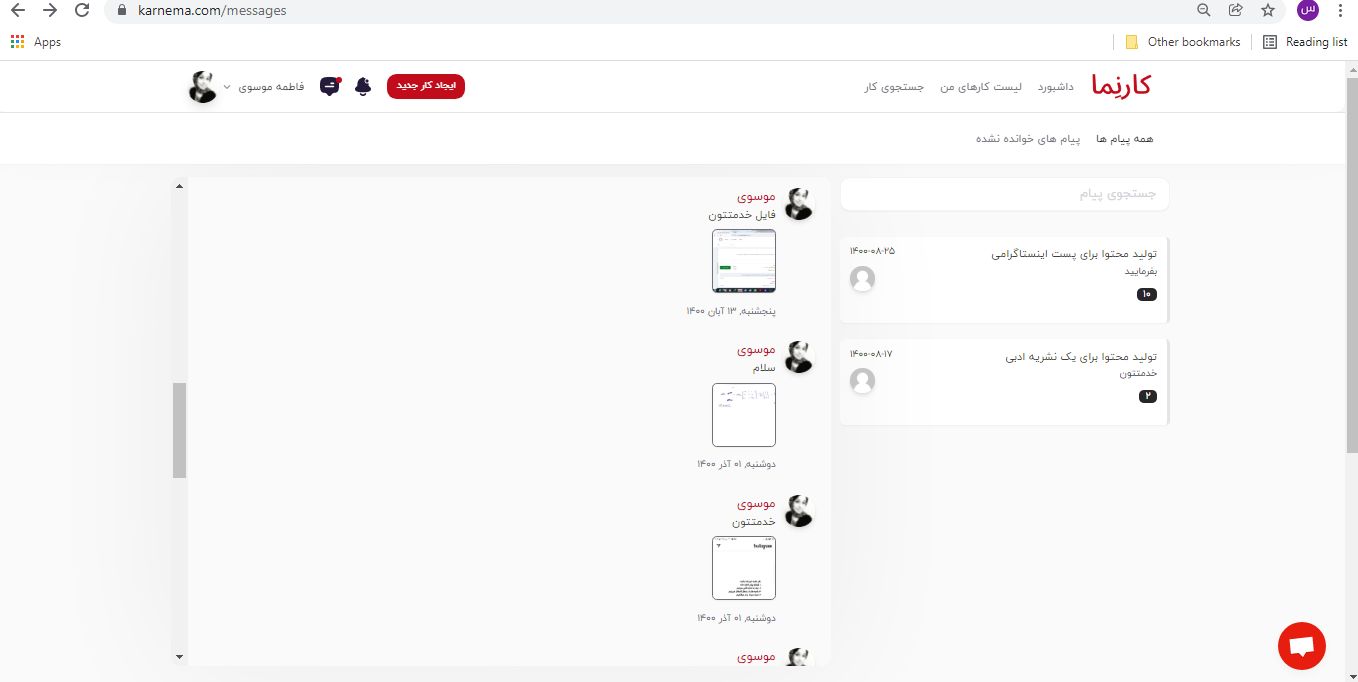 karnema.com/messages
س
Apps
Other bookmarks
Reading list
کارنِما
داشبورد
لیست کارهای من
جستجوی کار
ایجاد کار جدید
فاطمه موسوی
همه پیام ها
پیام های خوانده نشده
جستجوی پیام
تولید محتوا برای پست اینستاگرامی
۱۴۰۰-۰۸-۲۵
بفرمایید
۱۰
تولید محتوا برای یک نشریه ادبی
۱۴۰۰-۰۸-۱۷
خدمتتون
۲
موسوی
فایل خدمتتون
پنجشنبه, ۱۳ آبان ۱۴۰۰
موسوی
سلام
دوشنبه, ۰۱ آذر ۱۴۰۰
موسوی
خدمتتون
دوشنبه, ۰۱ آذر ۱۴۰۰
موسوی